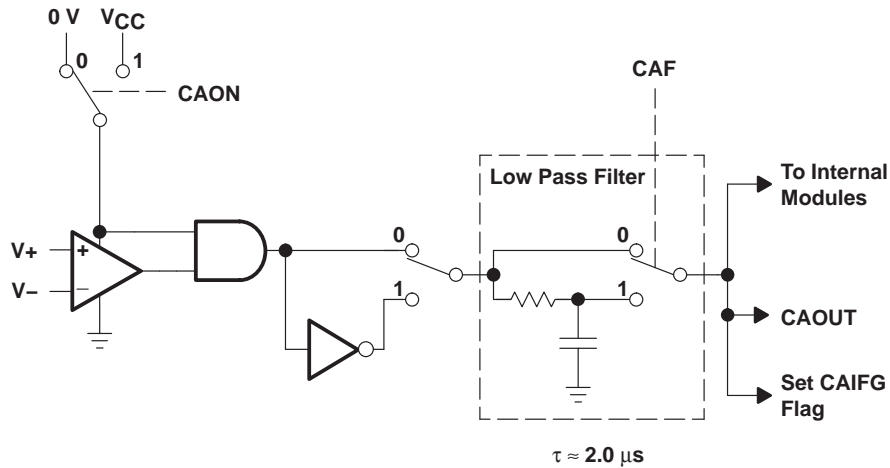 0 V
VCC
0
1
CAON
CAF
Low Pass Filter
To Internal
Modules
V+
+
V−
−
0
1
0
1
CAOUT
Set CAIFG
Flag
τ ≈ 2.0 μs